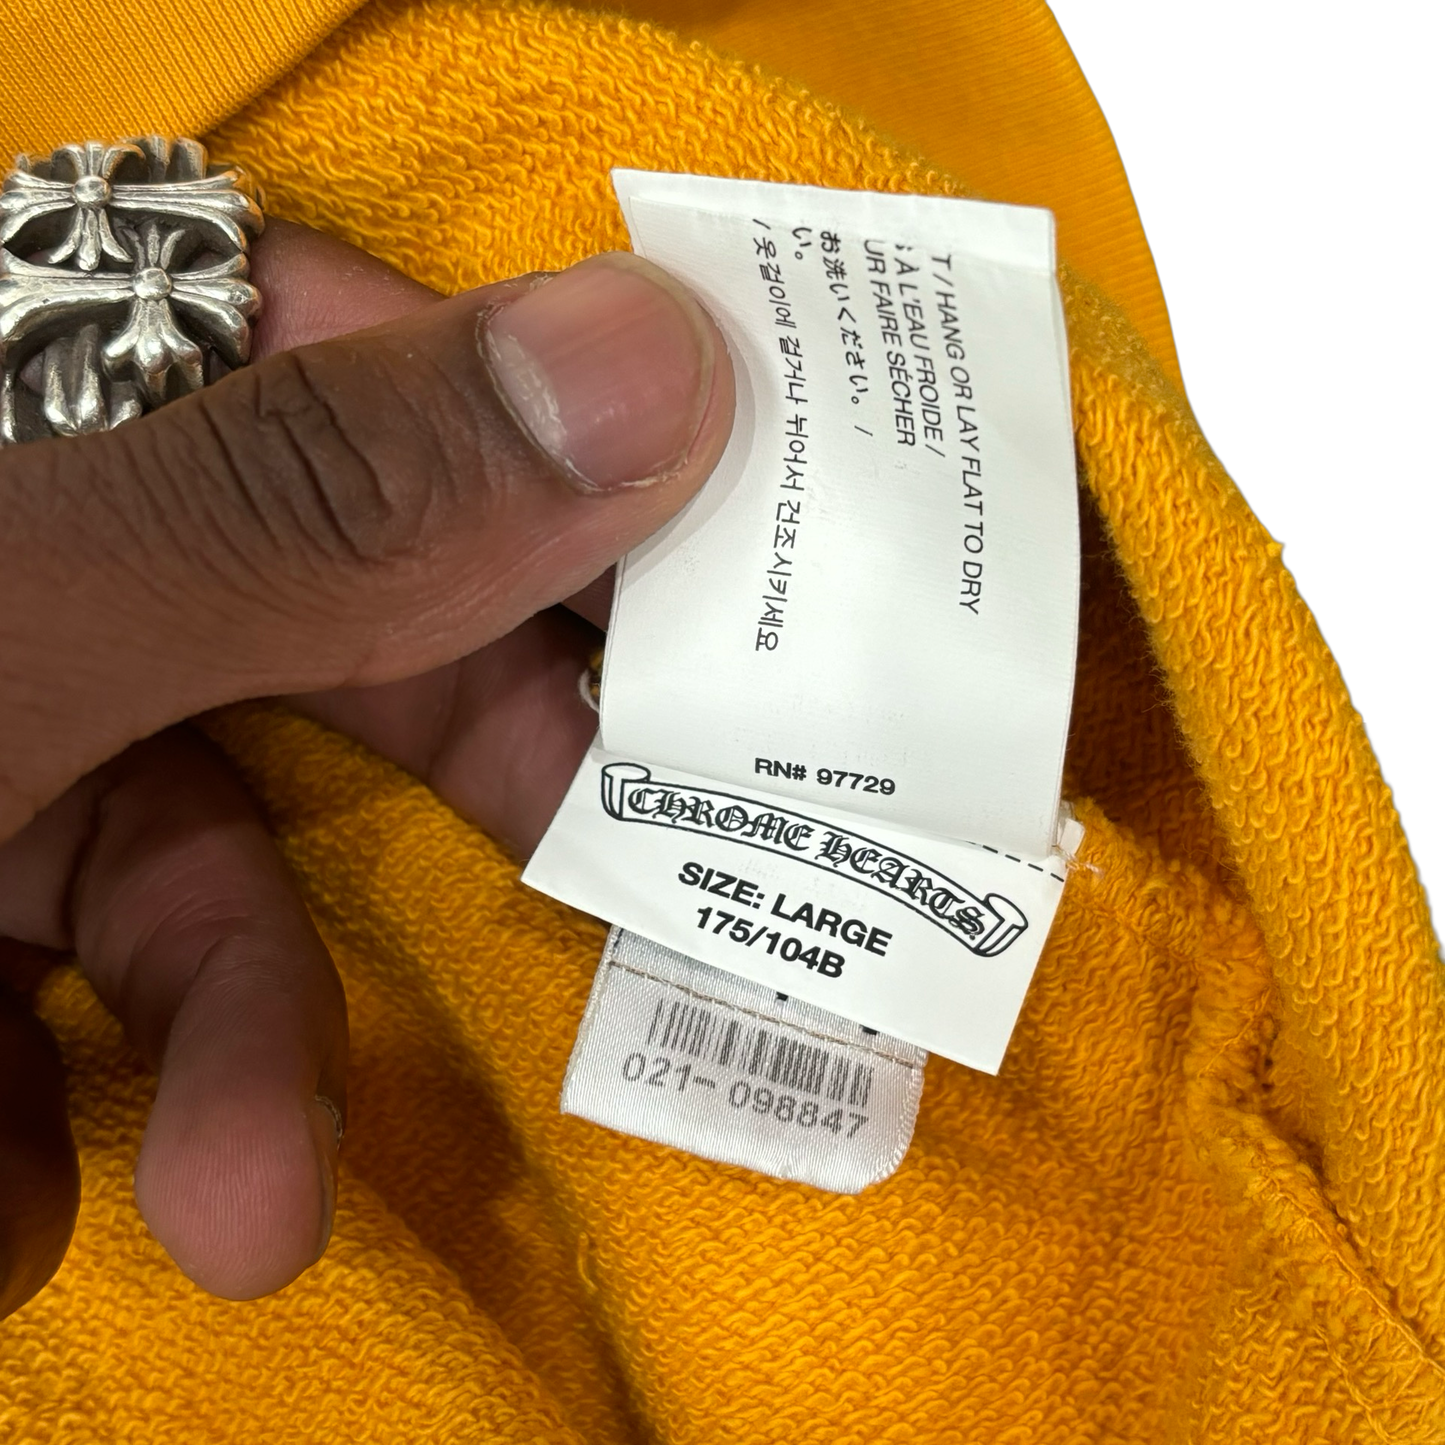 T / HANG OR LAY FLAT TO DRY
: À L'EAU FROIDE /
UR FAIRE SÉCHER
お洗いください。 /
い。
/ 옷걸이에 걸거나 뉘어서 건조시키세요
RN# 97729
CHROME HEARTS
SIZE: LARGE
175/104B
021- 098847